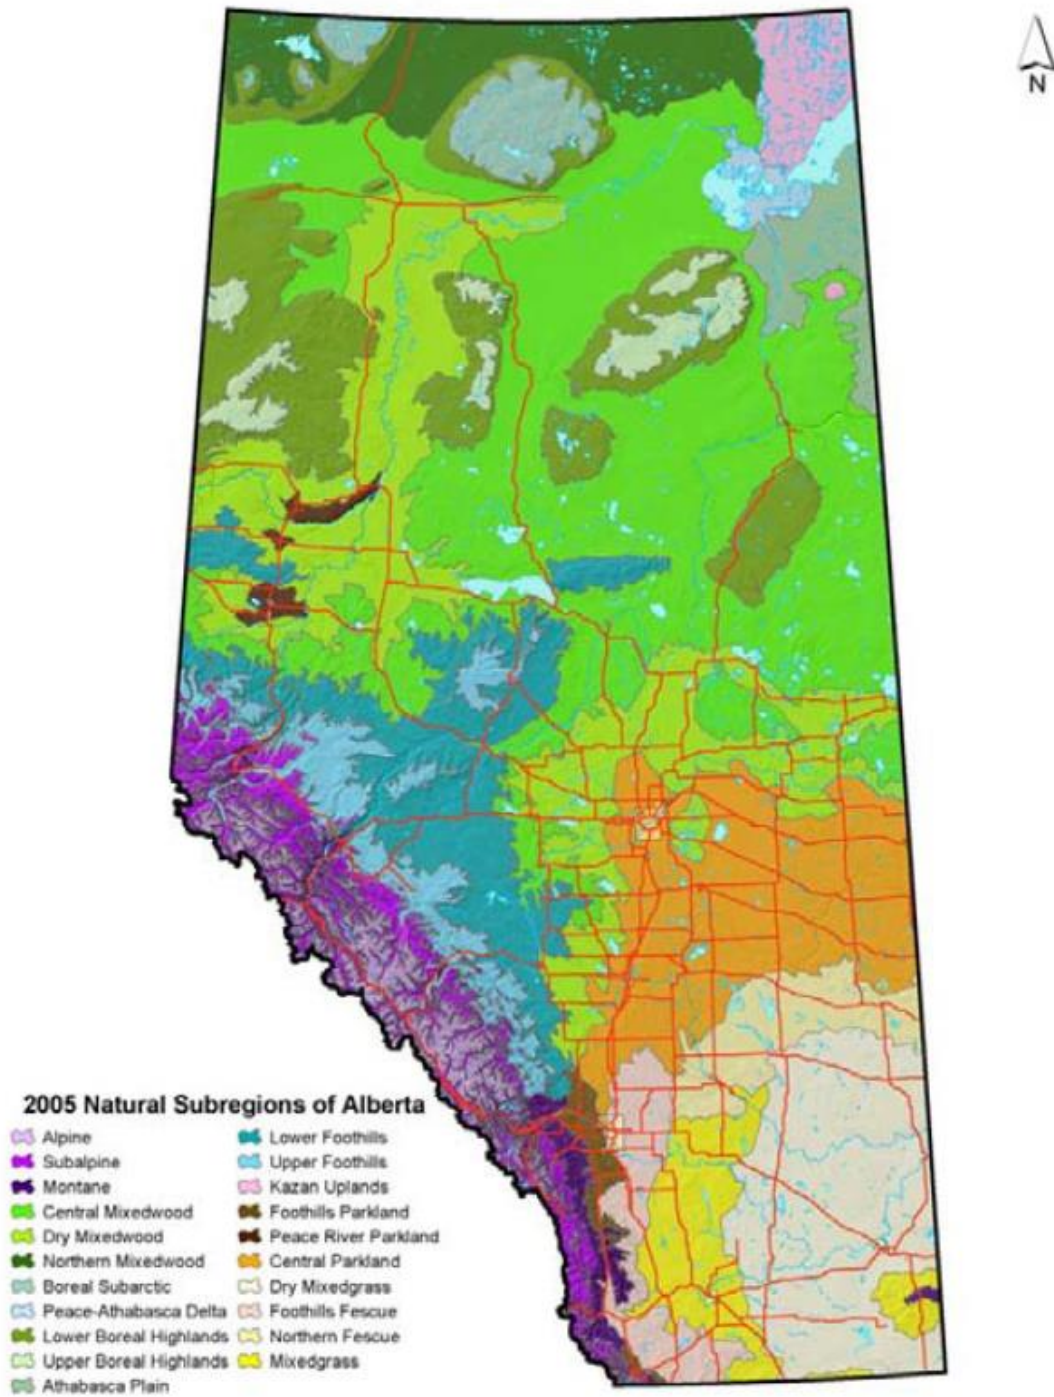 N
2005 Natural Subregions of Alberta
Alpine
Subalpine
Montane
Central Mixedwood
Dry Mixedwood
Northern Mixedwood
Boreal Subarctic
Peace-Athabasca Delta
Lower Boreal Highlands
Upper Boreal Highlands
Athabasca Plain
Lower Foothills
Upper Foothills
Kazan Uplands
Foothills Parkland
Peace River Parkland
Central Parkland
Dry Mixedgrass
Foothills Fescue
Northern Fescue
Mixedgrass